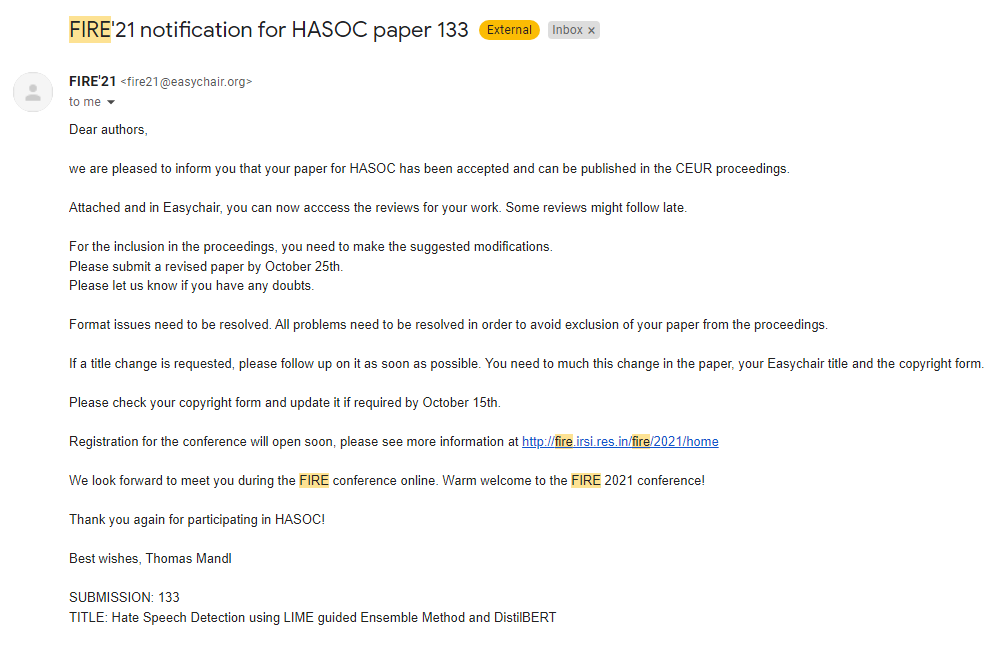 FIRE'21 notification for HASOC paper 133 External Inbox ×
FIRE'21 <fire21@easychair.org>
to me
Dear authors,
we are pleased to inform you that your paper for HASOC has been accepted and can be published in the CEUR proceedings.
Attached and in Easychair, you can now acccess the reviews for your work. Some reviews might follow late.
For the inclusion in the proceedings, you need to make the suggested modifications.
Please submit a revised paper by October 25th.
Please let us know if you have any doubts.
Format issues need to be resolved. All problems need to be resolved in order to avoid exclusion of your paper from the proceedings.
If a title change is requested, please follow up on it as soon as possible. You need to much this change in the paper, your Easychair title and the copyright form.
Please check your copyright form and update it if required by October 15th.
Registration for the conference will open soon, please see more information at http://fire.irsi.res.in/fire/2021/home
We look forward to meet you during the FIRE conference online. Warm welcome to the FIRE 2021 conference!
Thank you again for participating in HASOC!
Best wishes, Thomas Mandl
SUBMISSION: 133
TITLE: Hate Speech Detection using LIME guided Ensemble Method and DistilBERT